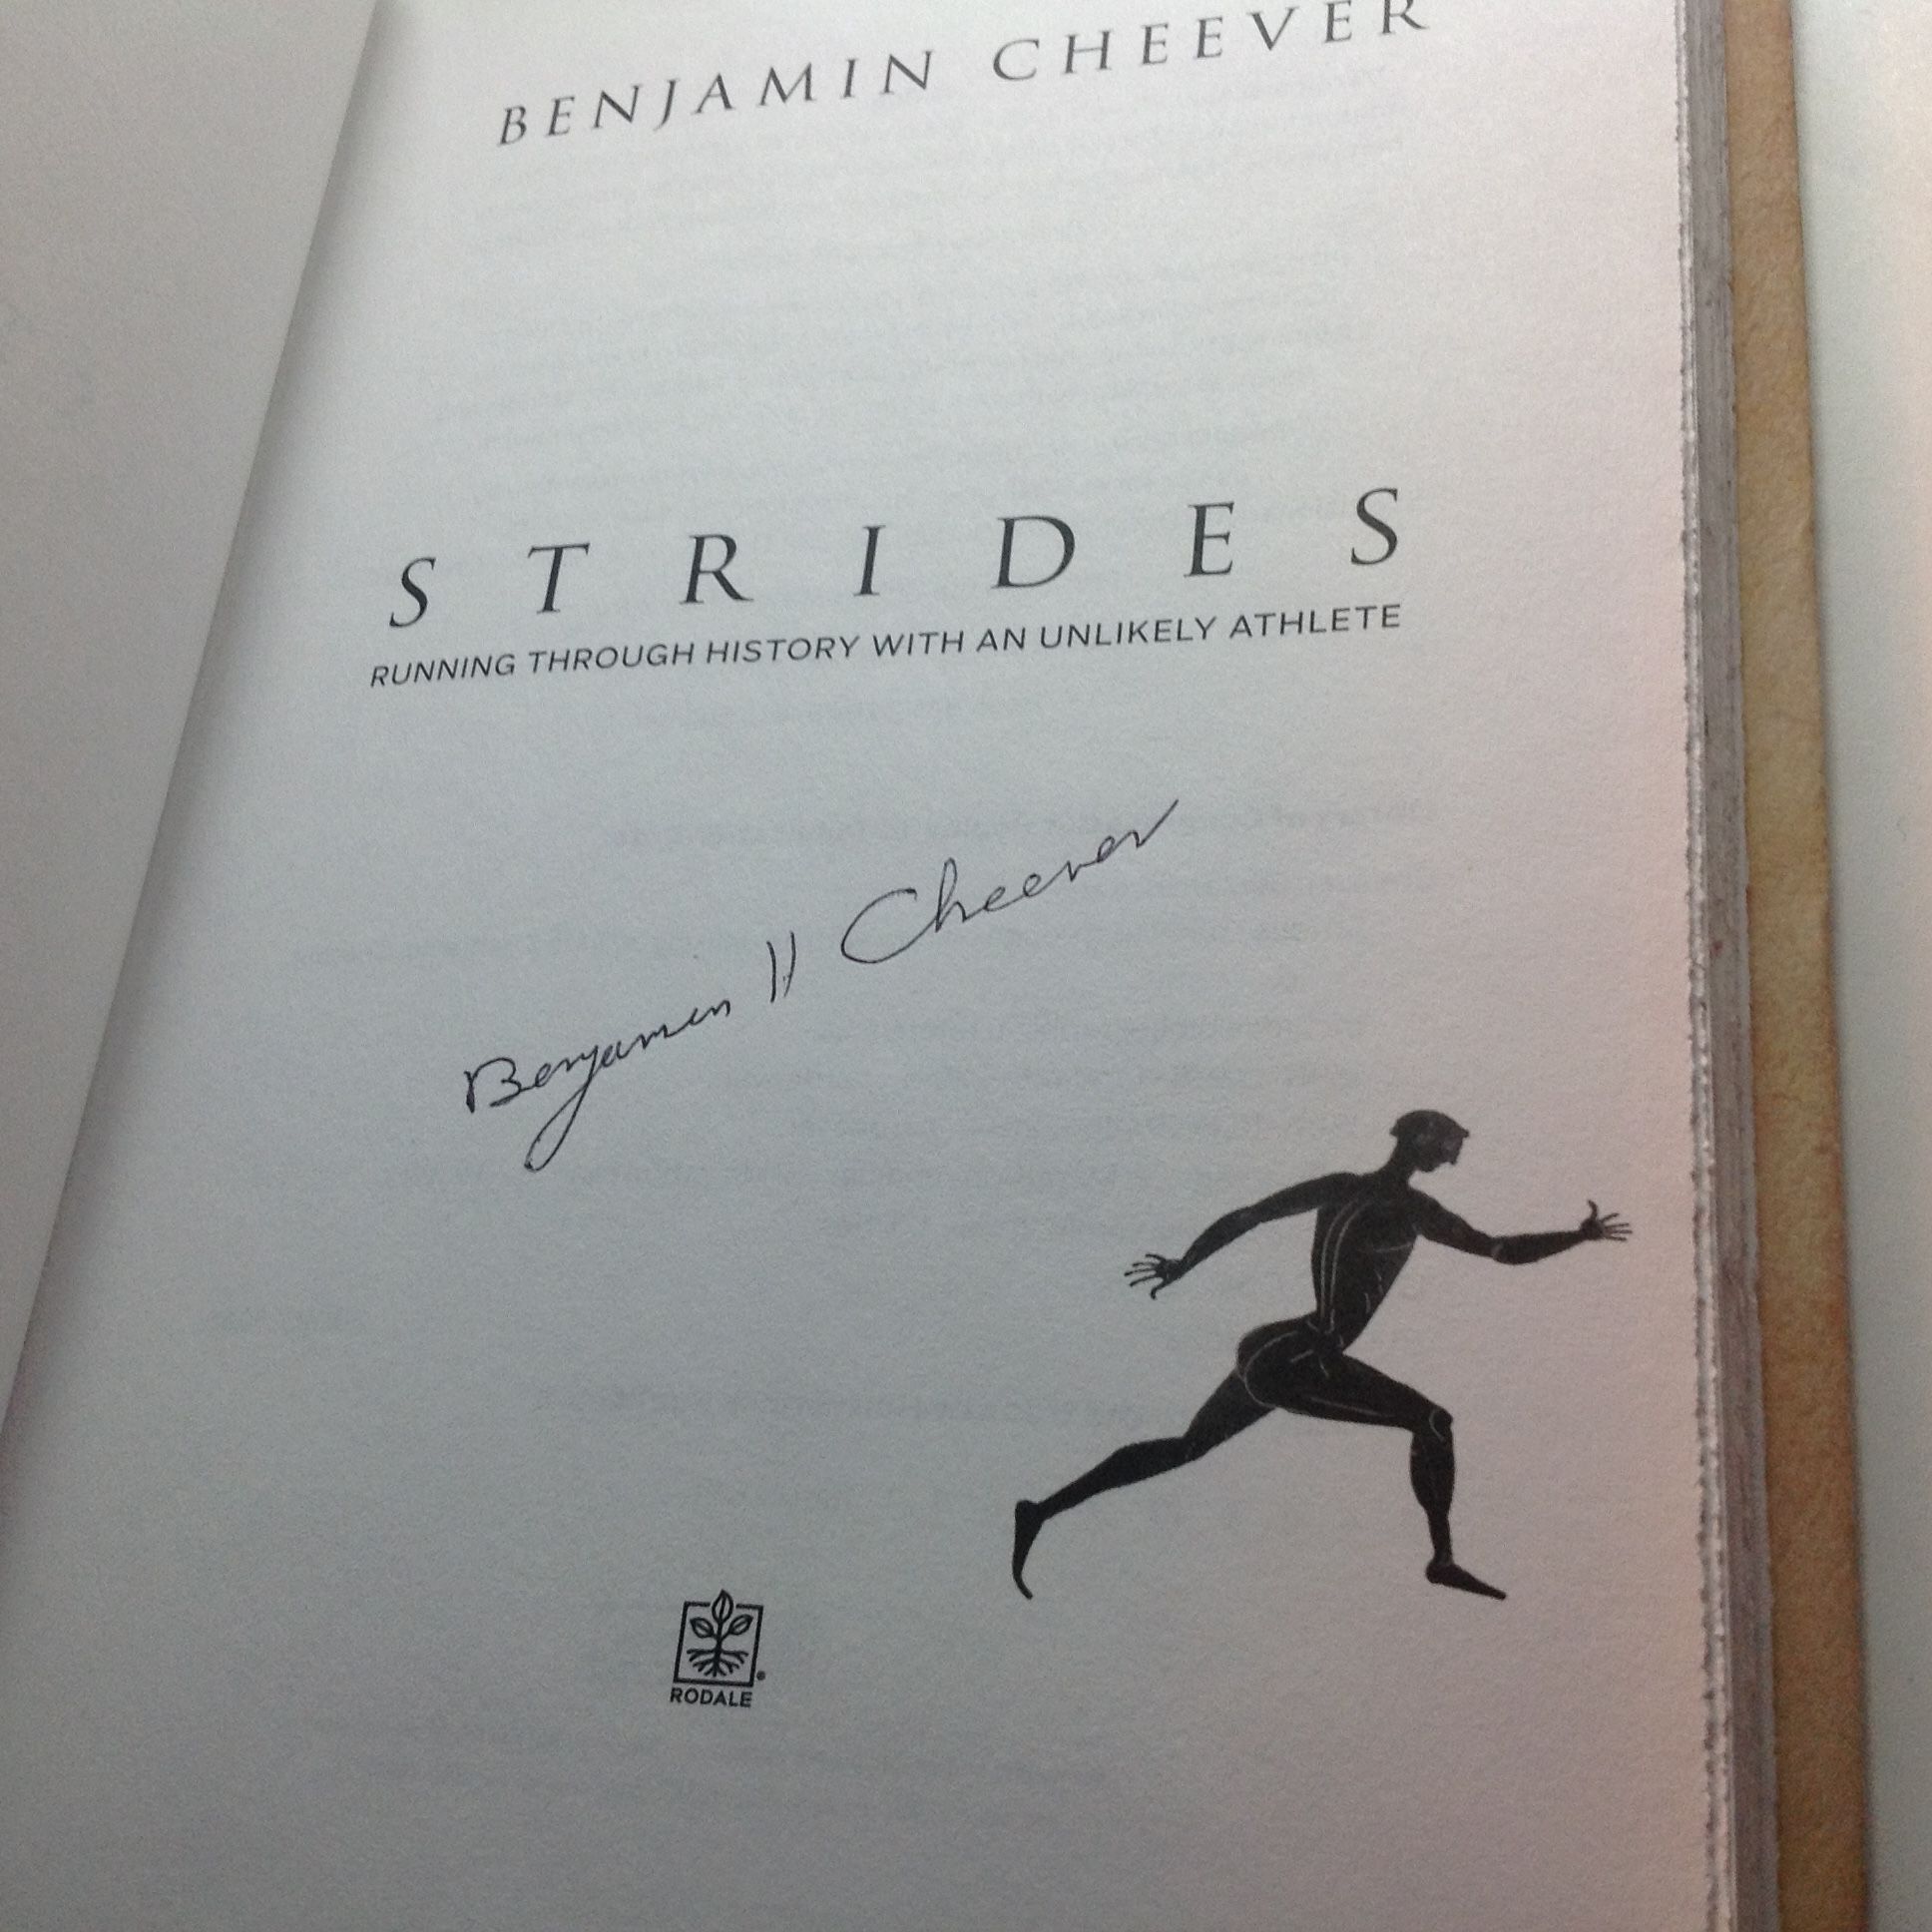 BENJAMIN CHEEVER
STRIDES
RUNNING THROUGH HISTORY WITH AN UNLIKELY ATHLETE
Benjamin H Cheever
RODALE